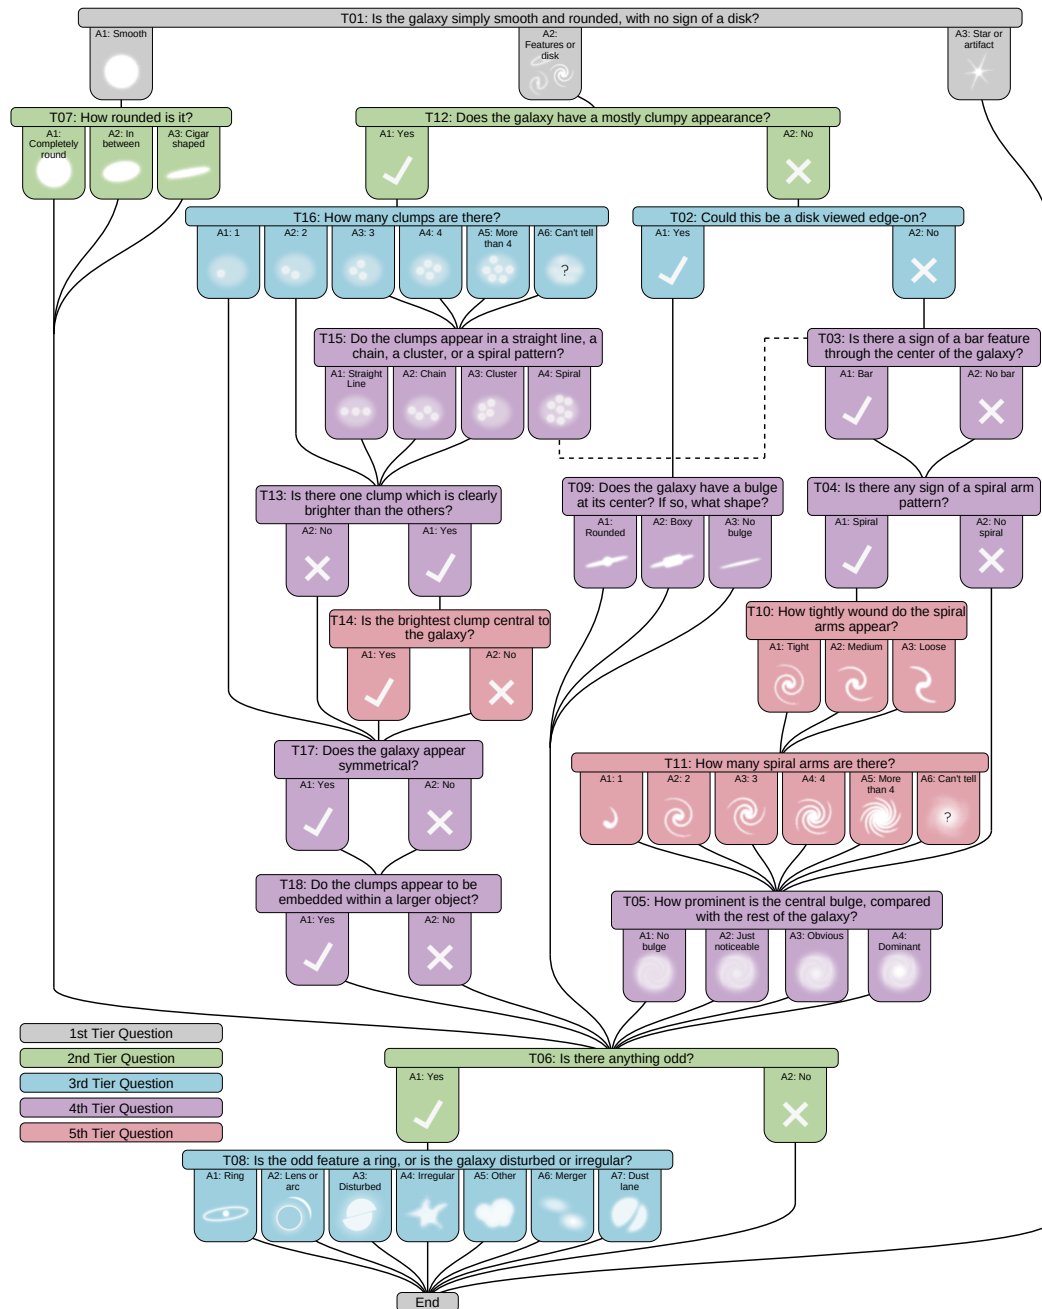 T01: Is the galaxy simply smooth and rounded, with no sign of a disk?
A1: Smooth
A2:
Features or
disk
A3: Star or
artifact
T07: How rounded is it?
A1:
Completely
round
A2: In
between
A3: Cigar
shaped
T12: Does the galaxy have a mostly clumpy appearance?
A1: Yes
A2: No
T16: How many clumps are there?
A1: 1
A2: 2
A3: 3
A4: 4
A5: More
than 4
A6: Can't tell
?
T02: Could this be a disk viewed edge-on?
A1: Yes
A2: No
T15: Do the clumps appear in a straight line, a
chain, a cluster, or a spiral pattern?
A1: Straight
Line
A2: Chain
A3: Cluster
A4: Spiral
T03: Is there a sign of a bar feature
through the center of the galaxy?
A1: Bar
A2: No bar
T13: Is there one clump which is clearly
brighter than the others?
A2: No
A1: Yes
T09: Does the galaxy have a bulge
at its center? If so, what shape?
A1:
Rounded
A2: Boxy
A3: No
bulge
T04: Is there any sign of a spiral arm
pattern?
A1: Spiral
A2: No
spiral
T14: Is the brightest clump central to
the galaxy?
A1: Yes
A2: No
T10: How tightly wound do the spiral
arms appear?
A1: Tight
A2: Medium
A3: Loose
T17: Does the galaxy appear
symmetrical?
A1: Yes
A2: No
T11: How many spiral arms are there?
A1: 1
A2: 2
A3: 3
A4: 4
A5: More
than 4
A6: Can't tell
?
T18: Do the clumps appear to be
embedded within a larger object?
A1: Yes
A2: No
T05: How prominent is the central bulge, compared
with the rest of the galaxy?
A1: No
bulge
A2: Just
noticeable
A3: Obvious
A4:
Dominant
1st Tier Question
2nd Tier Question
3rd Tier Question
4th Tier Question
5th Tier Question
T06: Is there anything odd?
A1: Yes
A2: No
T08: Is the odd feature a ring, or is the galaxy disturbed or irregular?
A1: Ring
A2: Lens or
arc
A3:
Disturbed
A4: Irregular
A5: Other
A6: Merger
A7: Dust
lane
End